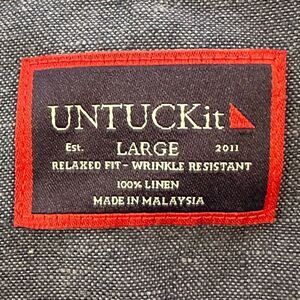 UNTUCKit
Est. LARGE 2011
RELAXED FIT - WRINKLE RESISTANT
100% LINEN
MADE IN MALAYSIA